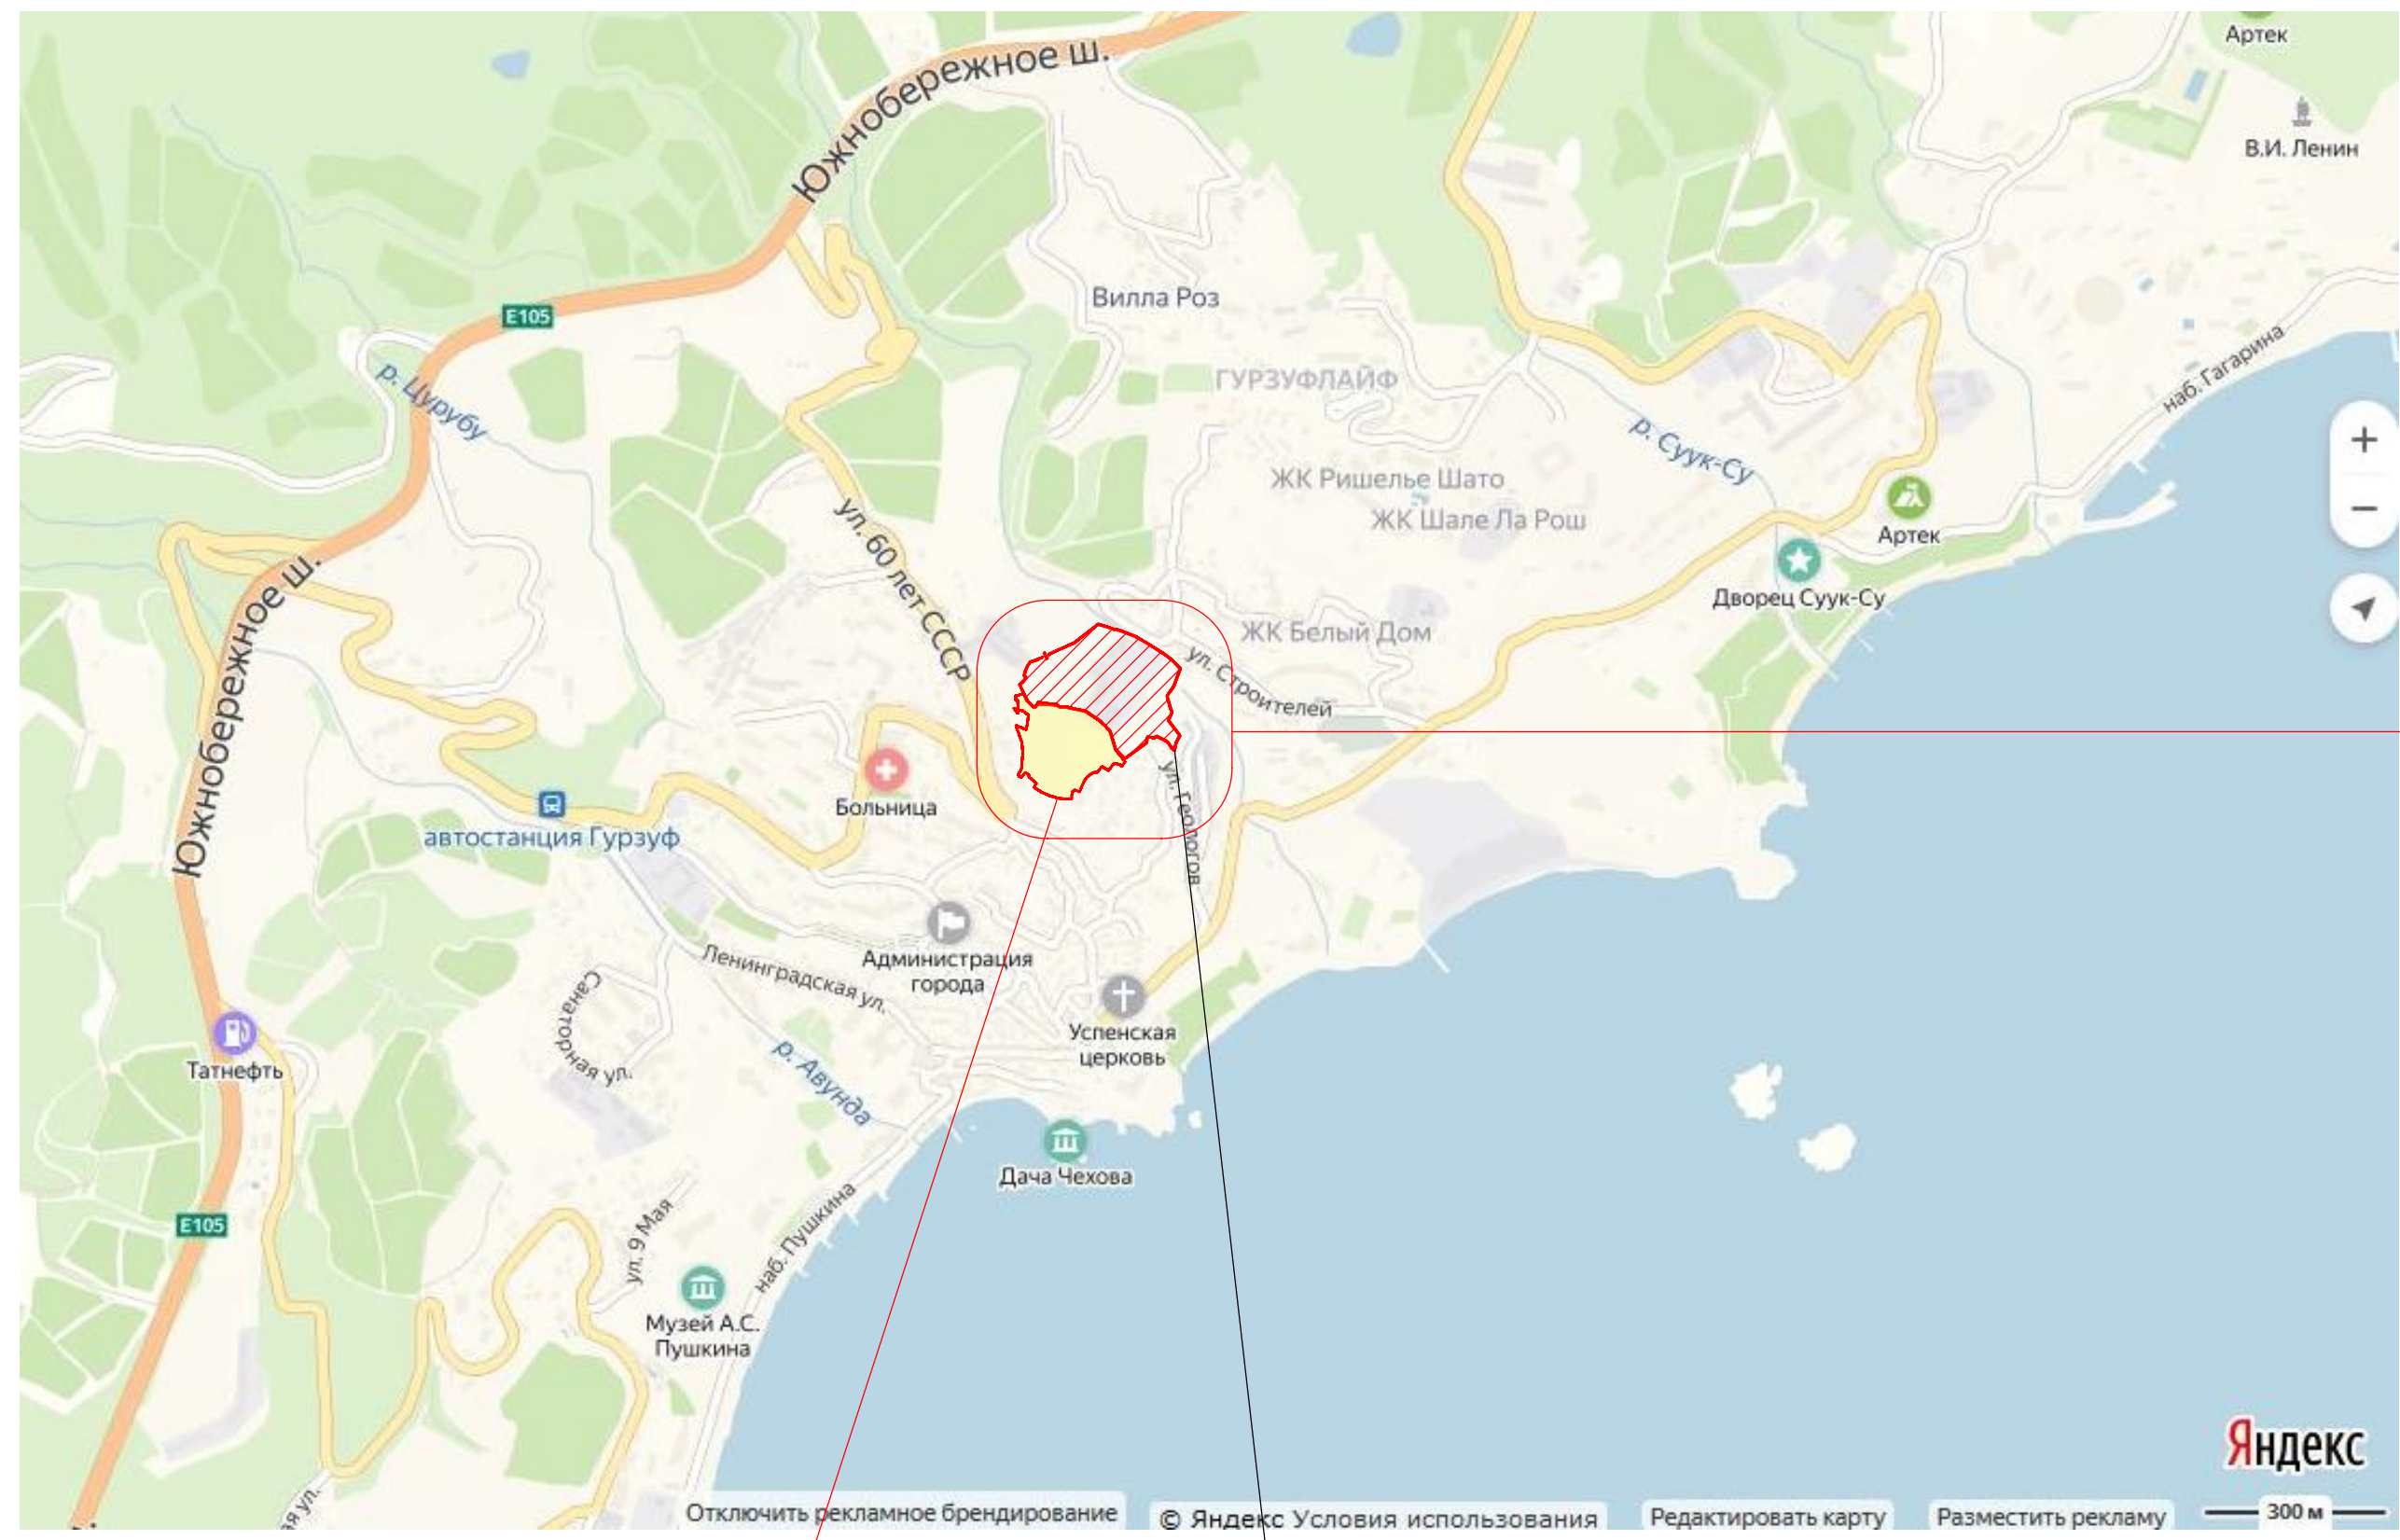 Артек
Южнобережное ш.
В.И. Ленин
Вилла Роз
E105
наб. Гагарина
р. Цурубу
ГУРЗУФЛАЙФ
р. Суук-Су
ЖК Ришелье Шато
ЖК Шале Ла Рош
ул. 60 лет СССР
Артек
Южнобережное ш.
Дворец Суук-Су
ЖК Белый Дом
ул. Строителей
Больница
автостанция Гурзуф
ул. Геологов
Администрация
города
Ленинградская ул.
Санаторная ул.
Успенская
церковь
Татнефть
р. Авунда
Дача Чехова
E105
ул. 9 Мая
наб. Пушкина
Музей А.С.
Пушкина
Яндекс
Отключить рекламное брендирование
© Яндекс Условия использования
Редактировать карту
Разместить рекламу
300 м